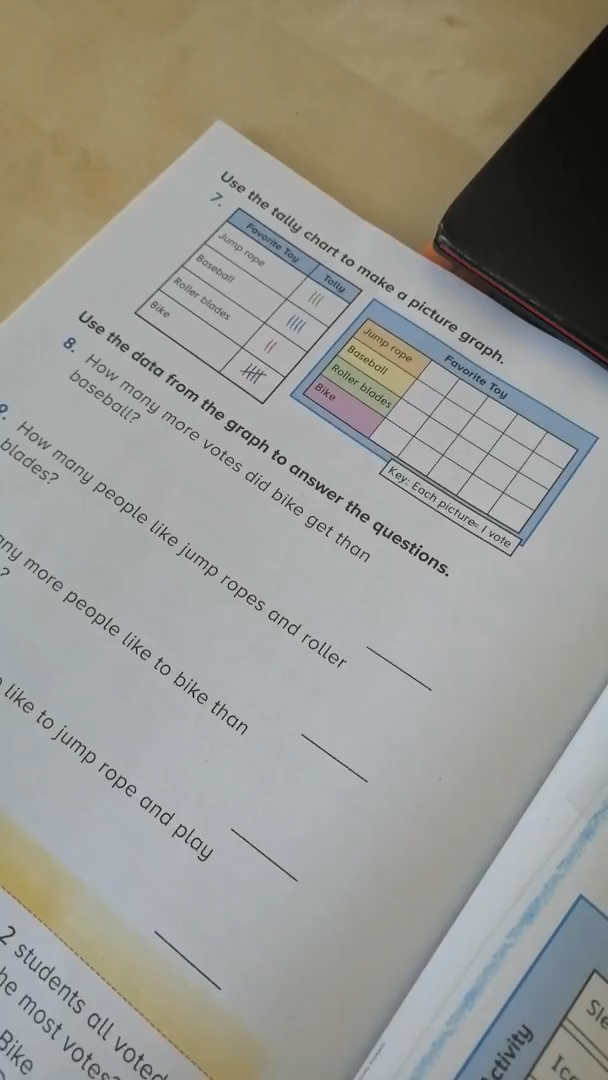 Use the tally chart to make a picture graph.
7.
Favorite Toy Tally
Jump rope
Baseball
Roller blades
Bike
Favorite Toy
Jump rope
Baseball
Roller blades
Bike
Key: Each picture= 1 vote
Use the data from the graph to answer the questions.
8. How many more votes did bike get than
baseball?
9. How many people like jump ropes and roller
blades?
more people like to bike than
?
like to jump rope and play
2 students all voted
most votes
Bike